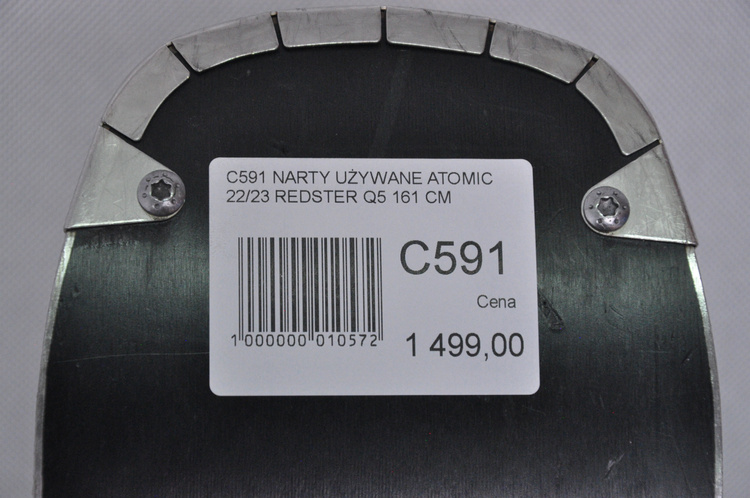 C591 NARTY UŻYWANE ATOMIC
22/23 REDSTER Q5 161 CM
C591
Cena
1 000000 010572
1 499,00